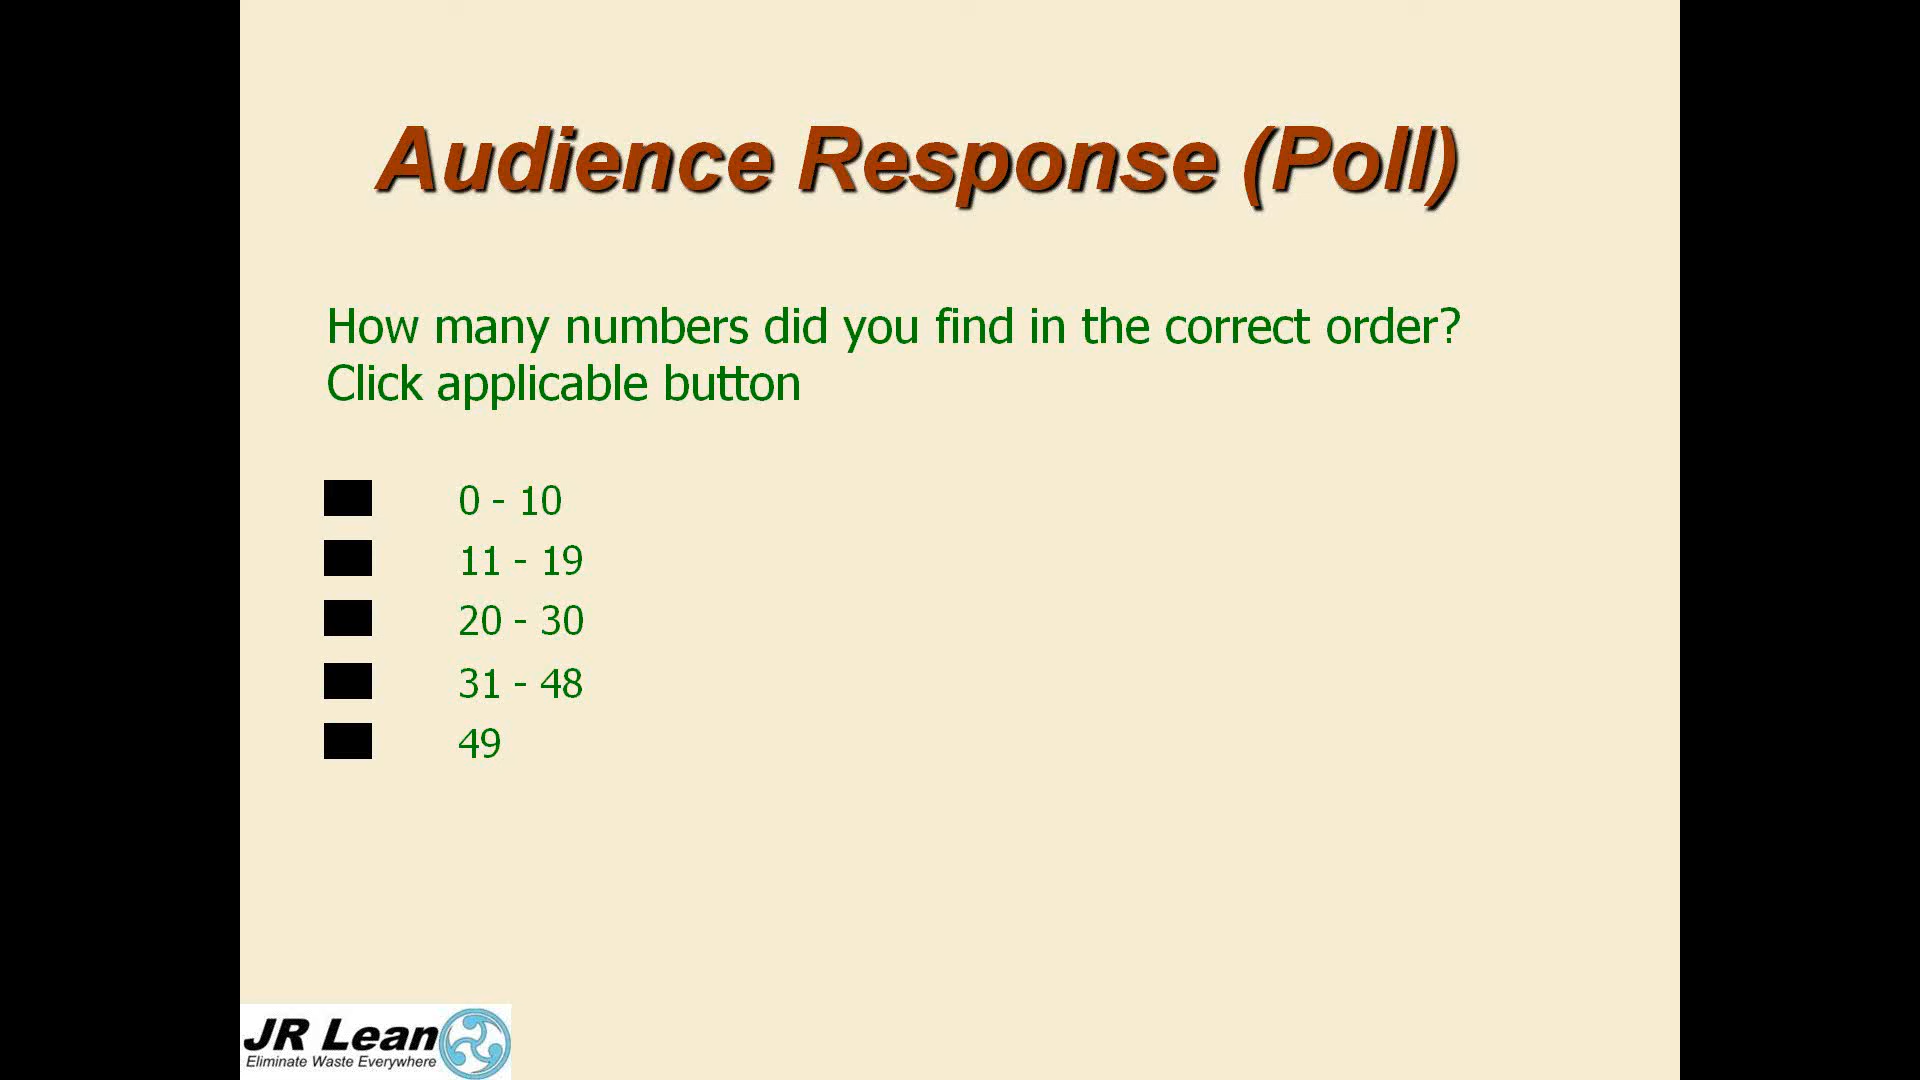 Audience Response (Poll)
How many numbers did you find in the correct order?
Click applicable button
0 - 10
11 - 19
20 - 30
31 - 48
49
JR Lean
Eliminate Waste Everywhere